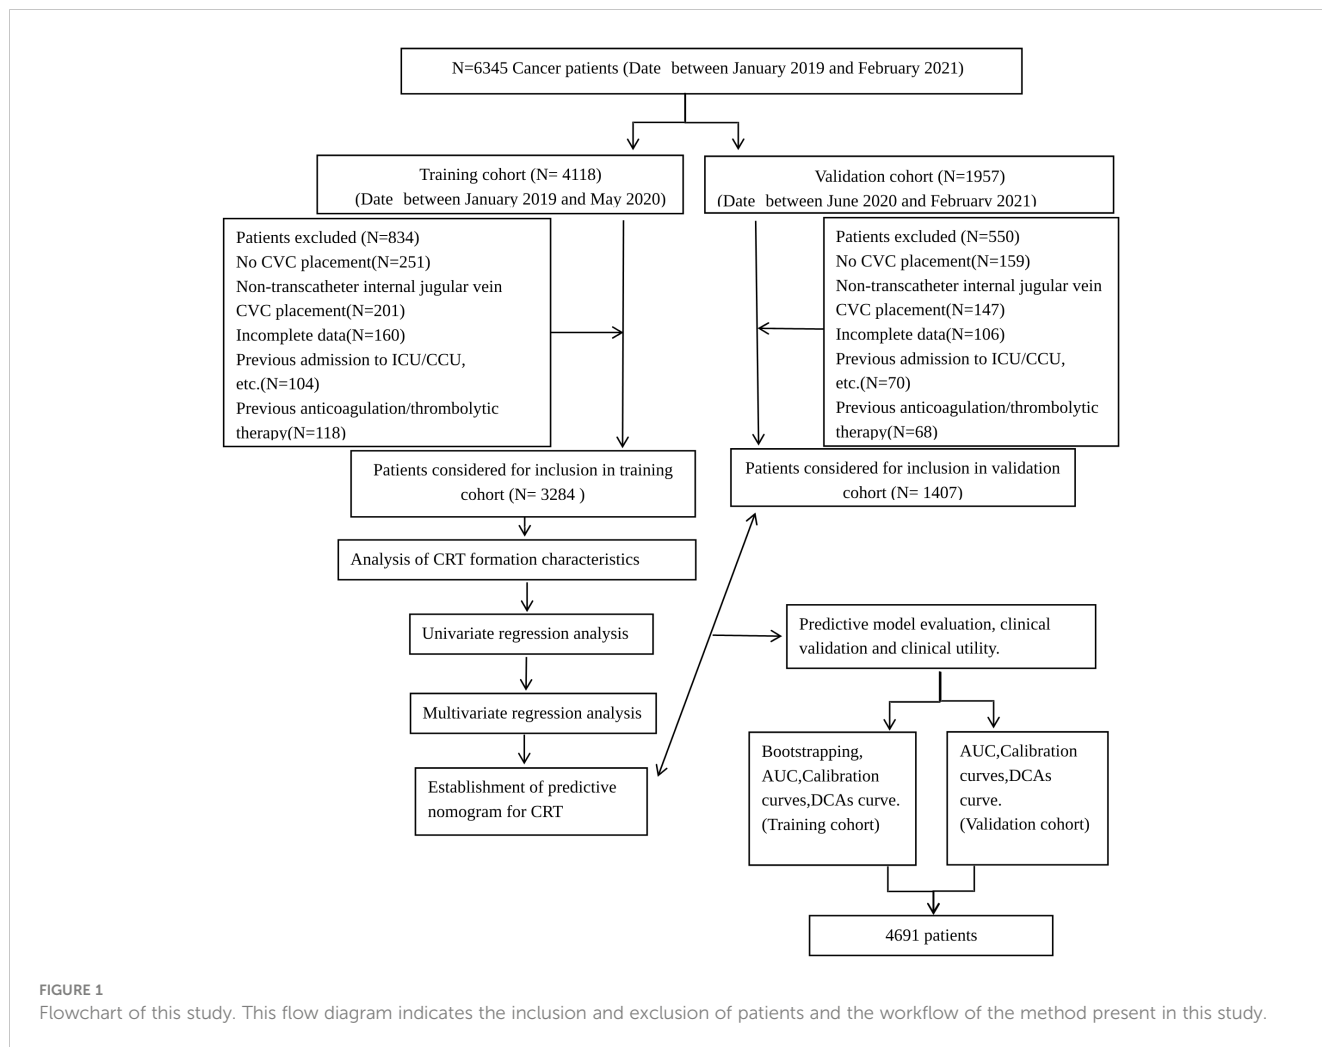 N=6345 Cancer patients (Date between January 2019 and February 2021)
Training cohort (N= 4118)
(Date between January 2019 and May 2020)
Validation cohort (N=1957)
(Date between June 2020 and February 2021)
Patients excluded (N=834)
No CVC placement(N=251)
Non-transcatheter internal jugular vein
CVC placement(N=201)
Incomplete data(N=160)
Previous admission to ICU/CCU,
etc.(N=104)
Previous anticoagulation/thrombolytic
therapy(N=118)
Patients excluded (N=550)
No CVC placement(N=159)
Non-transcatheter internal jugular vein
CVC placement(N=147)
Incomplete data(N=106)
Previous admission to ICU/CCU,
etc.(N=70)
Previous anticoagulation/thrombolytic
therapy(N=68)
Patients considered for inclusion in training
cohort (N= 3284 )
Patients considered for inclusion in validation
cohort (N= 1407)
Analysis of CRT formation characteristics
Univariate regression analysis
Multivariate regression analysis
Establishment of predictive
nomogram for CRT
Predictive model evaluation, clinical
validation and clinical utility.
Bootstrapping,
AUC,Calibration
curves,DCAs curve.
(Training cohort)
AUC,Calibration
curves,DCAs
curve.
(Validation cohort)
4691 patients
FIGURE 1
Flowchart of this study. This flow diagram indicates the inclusion and exclusion of patients and the workflow of the method present in this study.